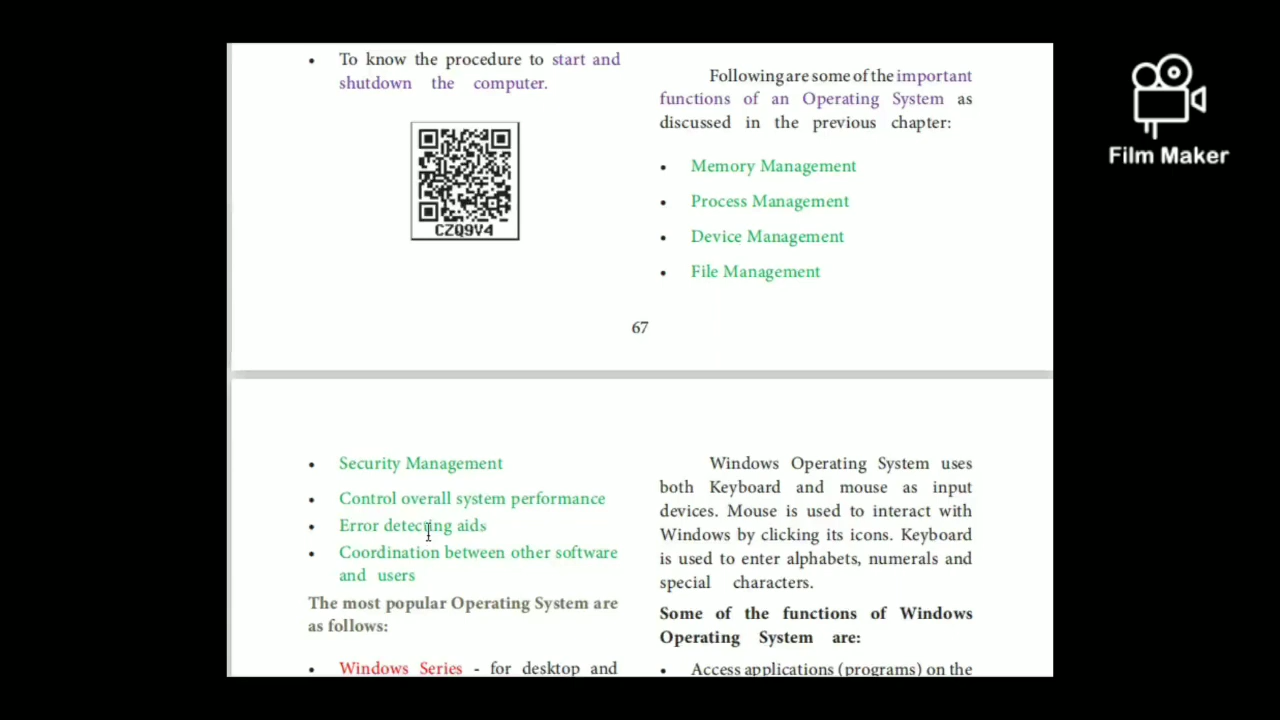 • To know the procedure to start and
shutdown the computer.
CZQ9V4
Following are some of the important
functions of an Operating System as
discussed in the previous chapter:
• Memory Management
• Process Management
• Device Management
• File Management
67
• Security Management
• Control overall system performance
• Error detecting aids
• Coordination between other software
and users
The most popular Operating System are
as follows:
• Windows Series - for desktop and
Windows Operating System uses
both Keyboard and mouse as input
devices. Mouse is used to interact with
Windows by clicking its icons. Keyboard
is used to enter alphabets, numerals and
special characters.
Some of the functions of Windows
Operating System are:
• Access applications (programs) on the
Film Maker